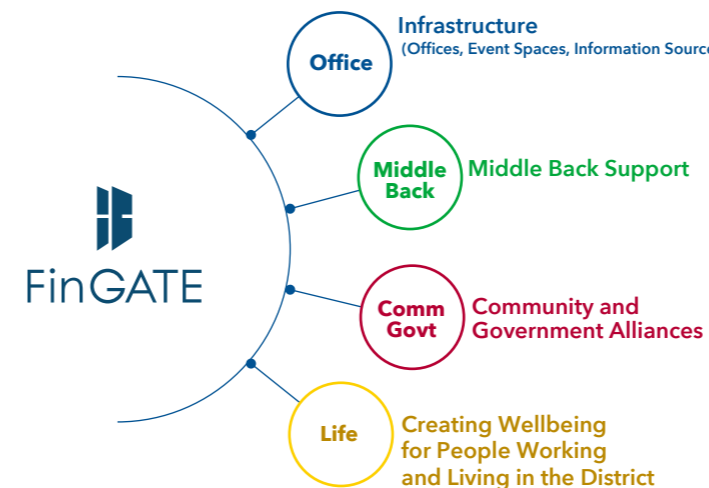 Office
Infrastructure
(Offices, Event Spaces, Information Source
Middle
Back
Middle Back Support
FinGATE
Comm
Govt
Community and
Government Alliances
Life
Creating Wellbeing
for People Working
and Living in the District